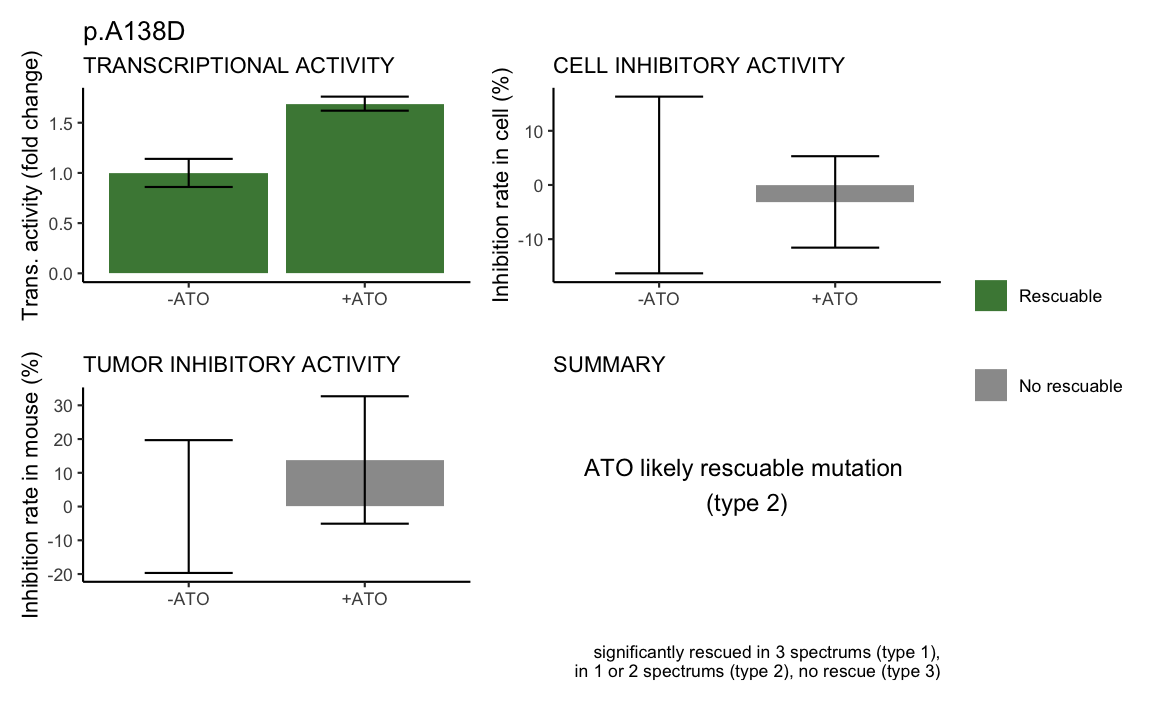 p.A138D
TRANSCRIPTIONAL ACTIVITY
Trans. activity (fold change)
1.5
1.0
0.5
0.0
-ATO
+ATO
CELL INHIBITORY ACTIVITY
Inhibition rate in cell (%)
10
0
-10
-ATO
+ATO
Rescuable
No rescuable
TUMOR INHIBITORY ACTIVITY
Inhibition rate in mouse (%)
30
20
10
0
-10
-20
-ATO
+ATO
SUMMARY
ATO likely rescuable mutation
(type 2)
significantly rescued in 3 spectrums (type 1),
in 1 or 2 spectrums (type 2), no rescue (type 3)